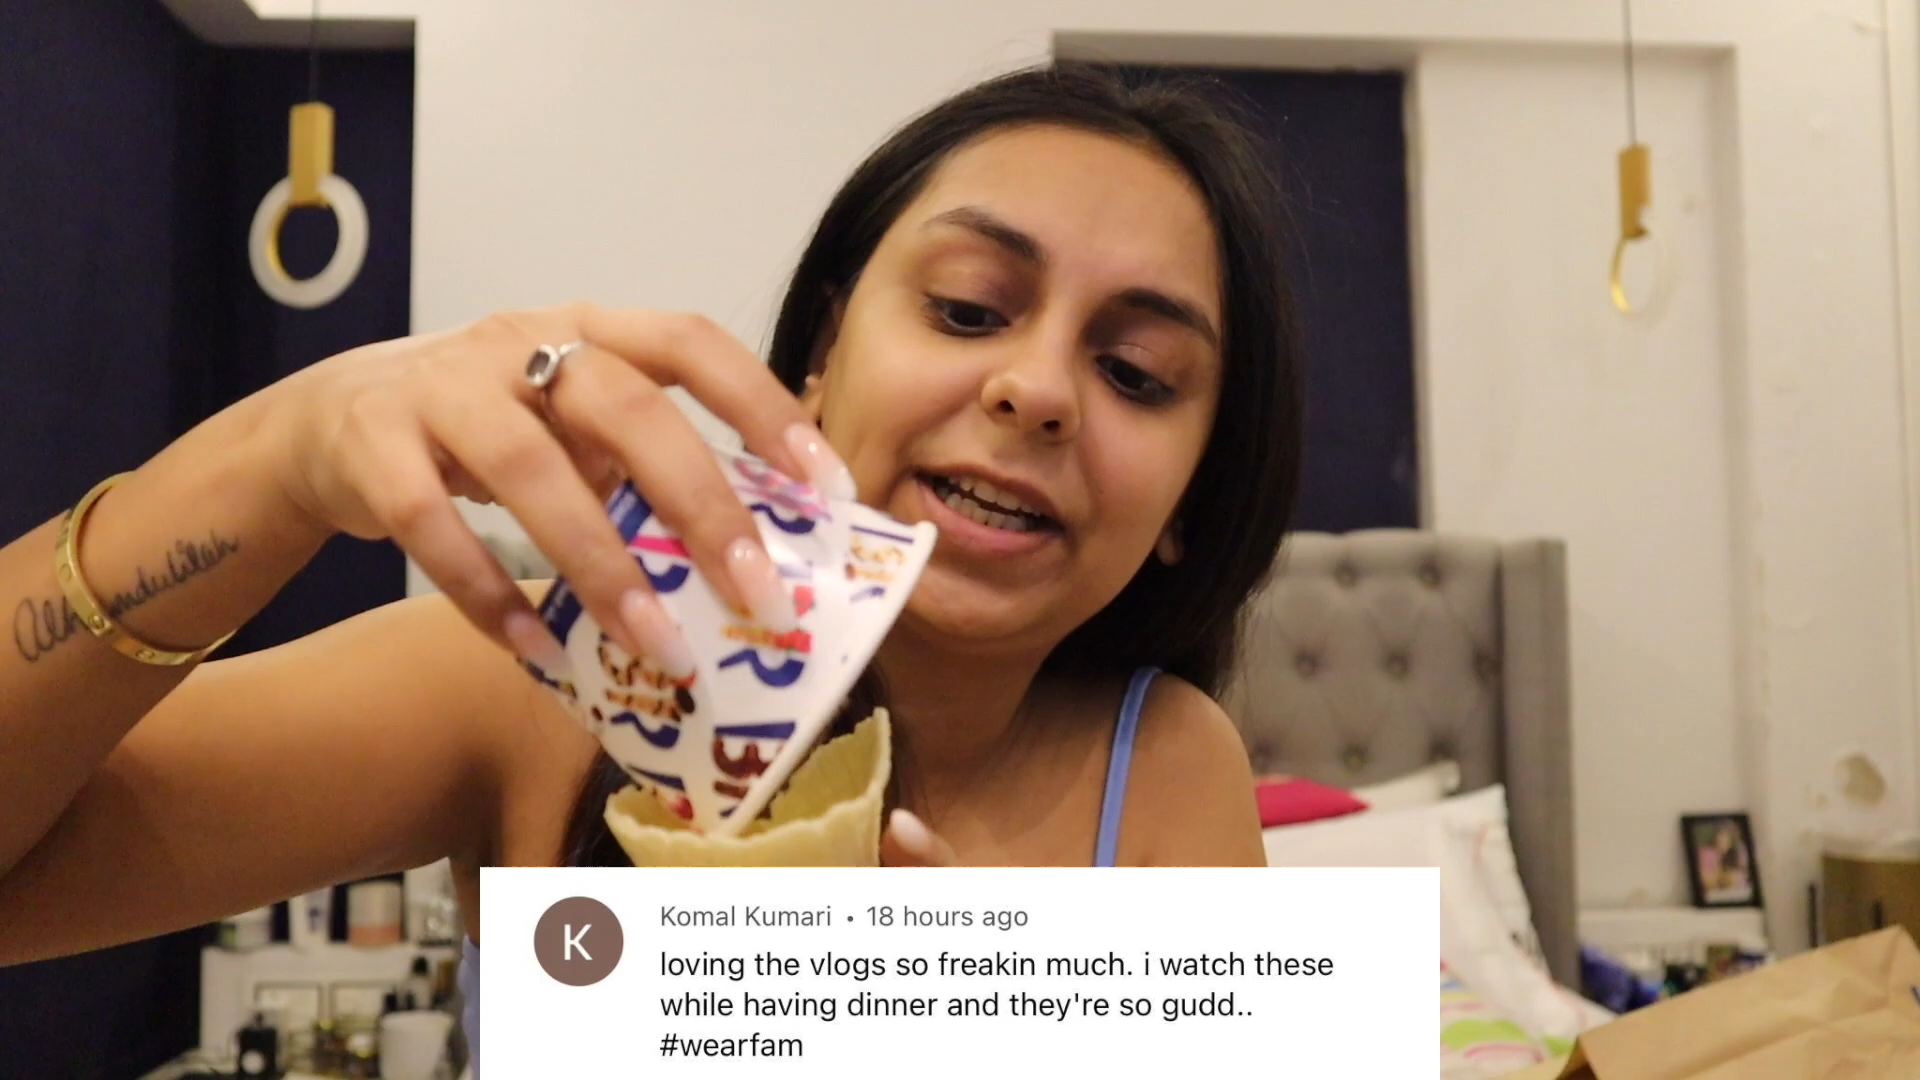 Alhamdulilah
K
Komal Kumari • 18 hours ago
loving the vlogs so freakin much. i watch these
while having dinner and they're so gudd..
#wearfam